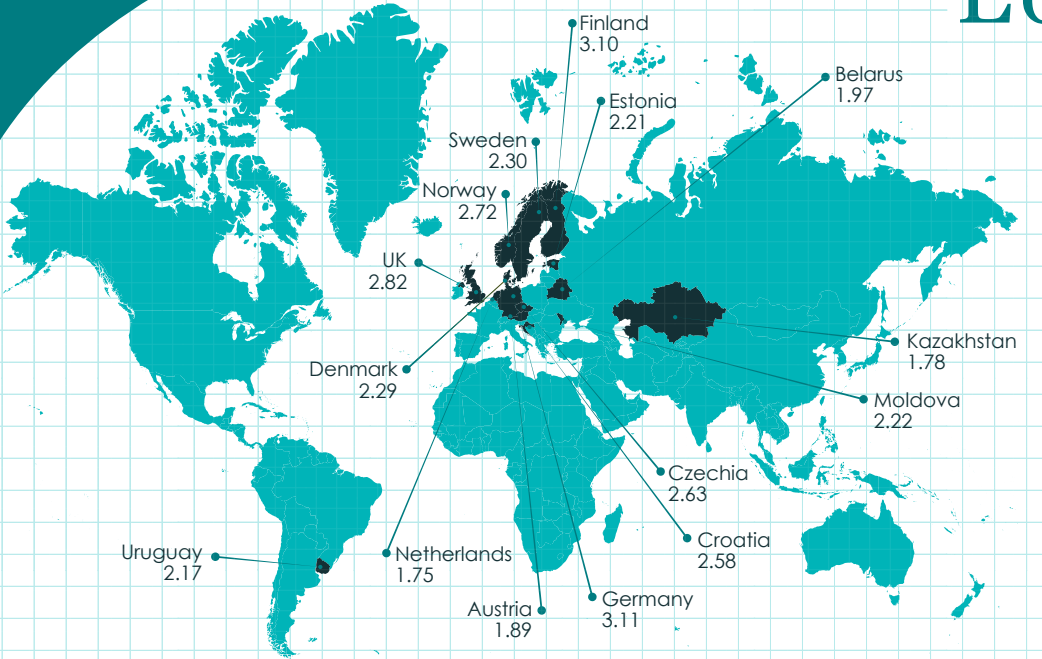 Finland
3.10
Belarus
1.97
Estonia
2.21
Sweden
2.30
Norway
2.72
UK
2.82
Kazakhstan
1.78
Denmark
2.29
Moldova
2.22
Czechia
2.63
Croatia
2.58
Uruguay
2.17
Netherlands
1.75
Germany
3.11
Austria
1.89